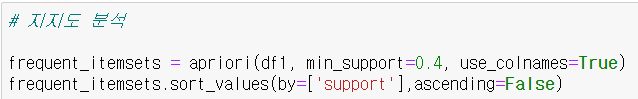 # 지지도 분석
frequent_itemsets = apriori(df1, min_support=0.4, use_colnames=True)
frequent_itemsets.sort_values(by=['support'],ascending=False)